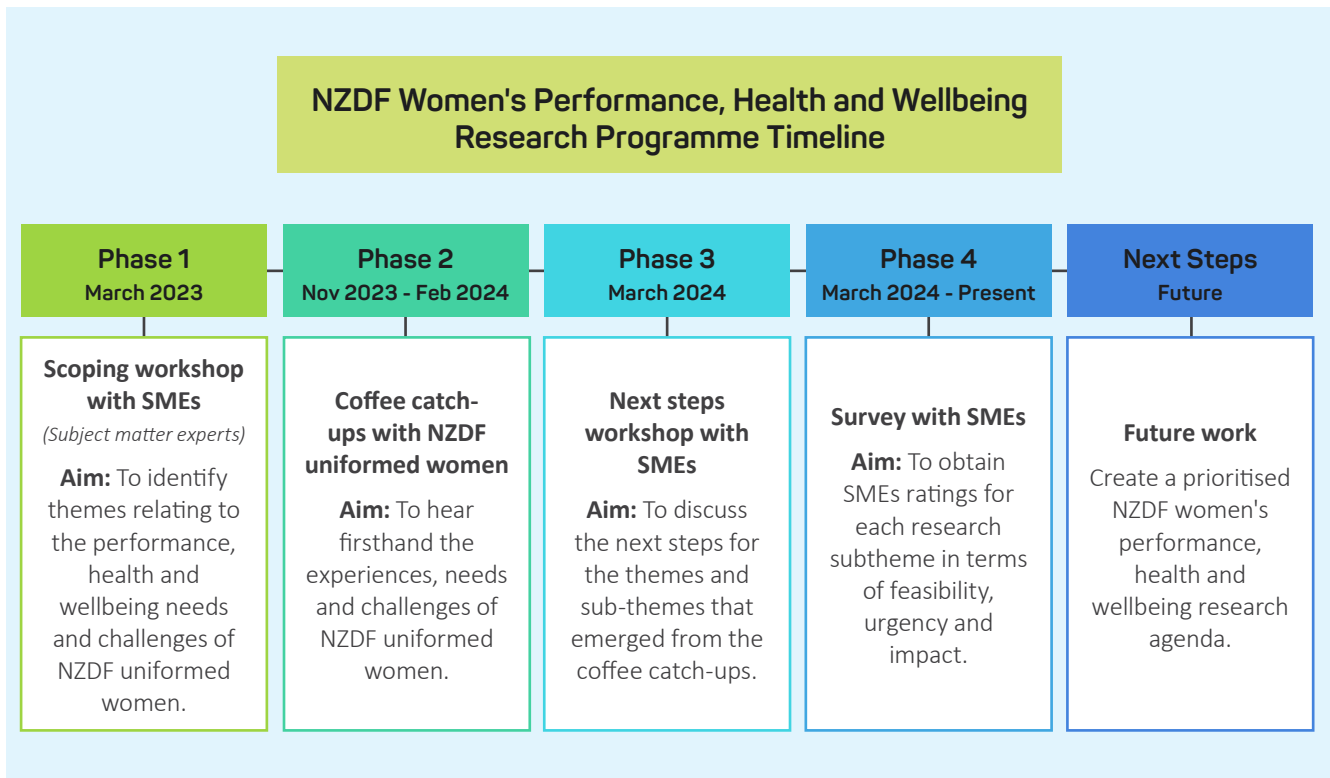 NZDF Women's Performance, Health and Wellbeing
Research Programme Timeline
Phase 1
March 2023
Scoping workshop
with SMEs
(Subject matter experts)
Aim: To identify
themes relating to
the performance,
health and
wellbeing needs
and challenges of
NZDF uniformed
women.
Phase 2
Nov 2023 - Feb 2024
Coffee catch-
ups with NZDF
uniformed women
Aim: To hear
firsthand the
experiences, needs
and challenges of
NZDF uniformed
women.
Phase 3
March 2024
Next steps
workshop with
SMEs
Aim: To discuss
the next steps for
the themes and
sub-themes that
emerged from the
coffee catch-ups.
Phase 4
March 2024 - Present
Survey with SMEs
Aim: To obtain
SMEs ratings for
each research
subtheme in terms
of feasibility,
urgency and
impact.
Next Steps
Future
Future work
Create a prioritised
NZDF women's
performance,
health and
wellbeing research
agenda.